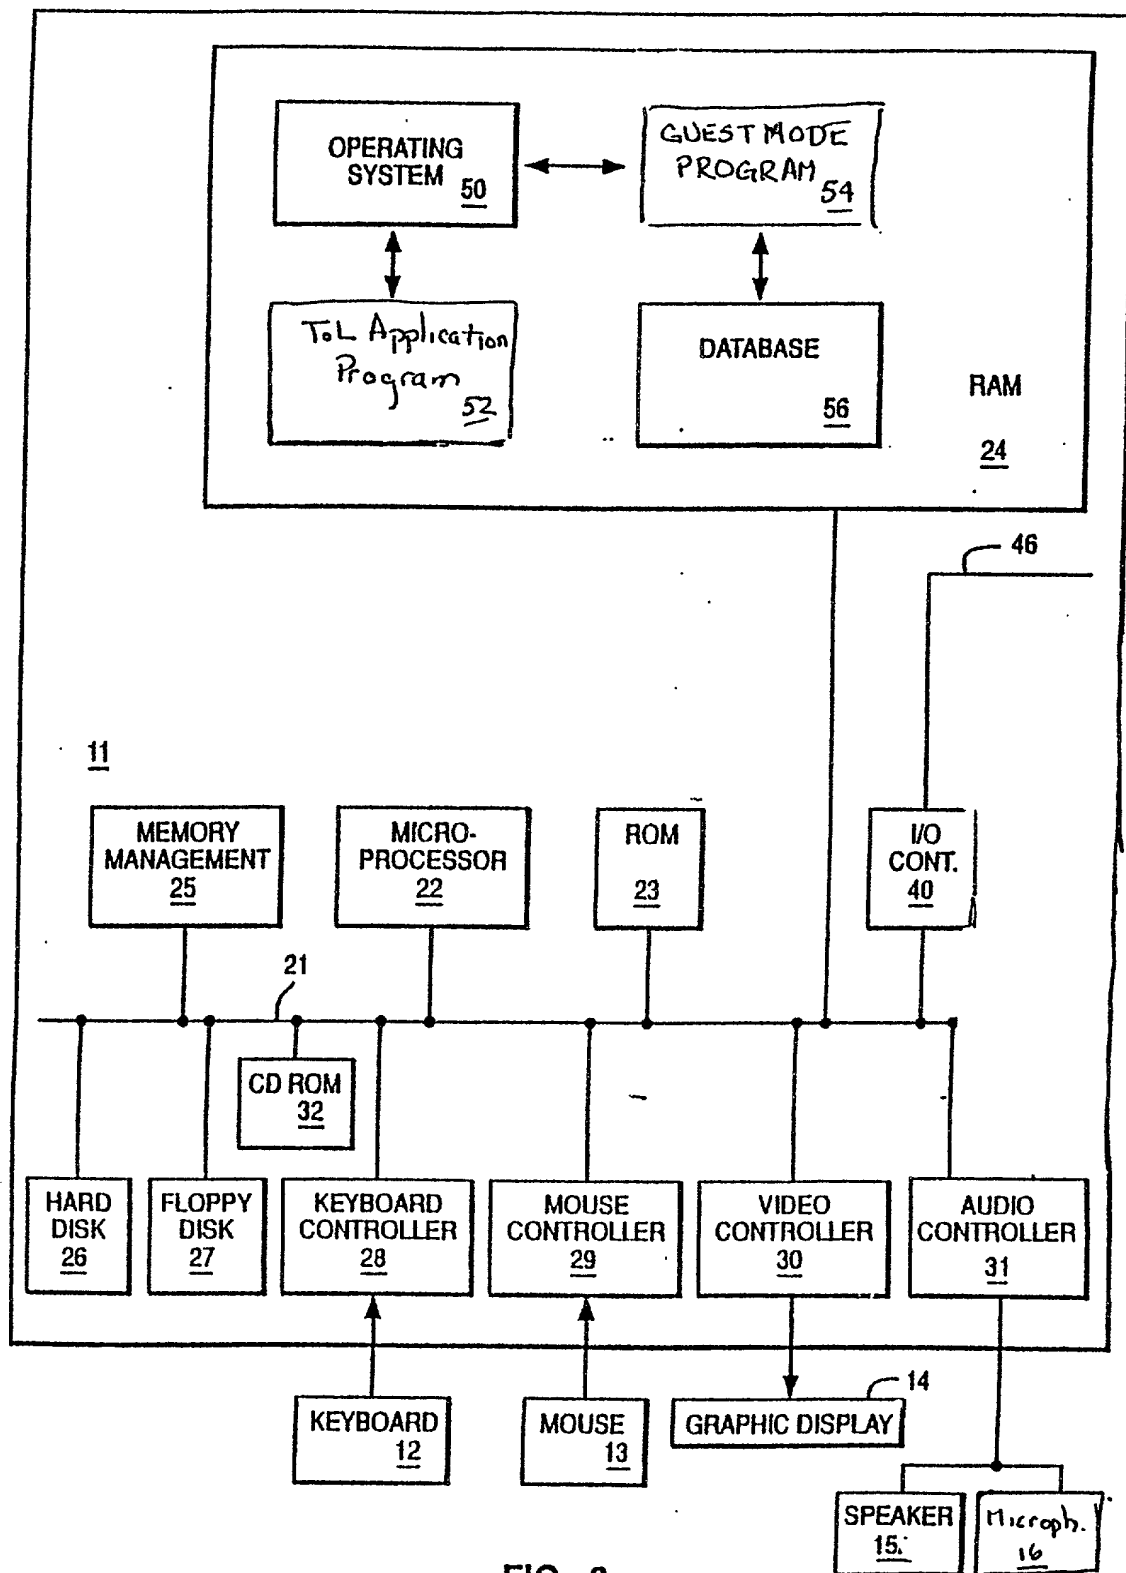 OPERATING
SYSTEM
50
GUEST MODE
PROGRAM
54
ToL Application
Program
52
DATABASE
56
RAM
24
46
11
MEMORY
MANAGEMENT
25
MICRO-
PROCESSOR
22
ROM
23
I/O
CONT.
40
21
CD ROM
32
HARD
DISK
26
FLOPPY
DISK
27
KEYBOARD
CONTROLLER
28
MOUSE
CONTROLLER
29
VIDEO
CONTROLLER
30
AUDIO
CONTROLLER
31
KEYBOARD
12
MOUSE
13
14
GRAPHIC DISPLAY
SPEAKER
15.
Microph.
16